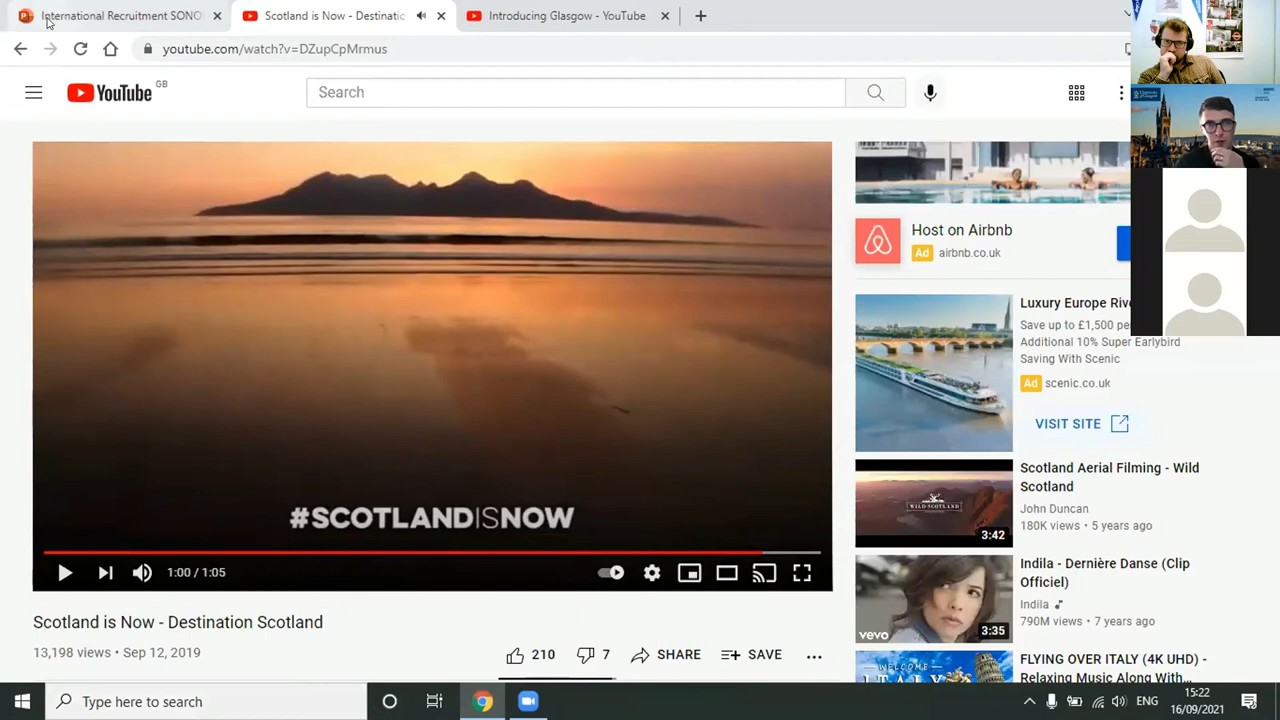 International Recruitment SONO
Scotland is Now - Destinatic
Introducing Glasgow - YouTube
youtube.com/watch?v=DZupCpMrmus
YouTube GB
Search
#SCOTLANDISNOW
1:00 / 1:05
Scotland is Now - Destination Scotland
13,198 views • Sep 12, 2019
210
7
SHARE
SAVE
Host on Airbnb
Ad airbnb.co.uk
Luxury Europe Rive
Save up to £1,500 pe
Additional 10% Super Earlybird
Saving With Scenic
Ad scenic.co.uk
VISIT SITE
WILD SCOTLAND
3:42
Scotland Aerial Filming - Wild
Scotland
John Duncan
180K views • 5 years ago
vevo
3:35
Indila - Dernière Danse (Clip
Officiel)
Indila
790M views • 7 years ago
WELCOME
FLYING OVER ITALY (4K UHD) -
Relaxing Music Along With
Type here to search
ENG
15:22
16/09/2021